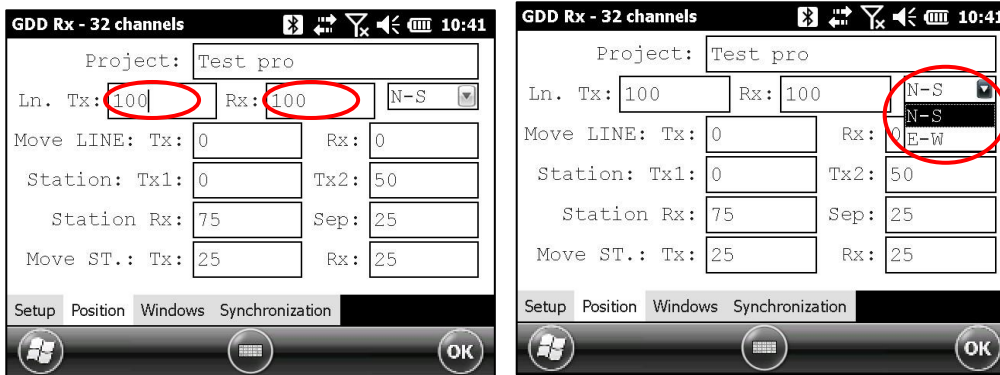 GDD Rx - 32 channels 10:41
Project: Test pro
Ln. Tx: 100 Rx: 100 N-S
Move LINE: Tx: 0 Rx: 0
Station: Tx1: 0 Tx2: 50
Station Rx: 75 Sep: 25
Move ST.: Tx: 25 Rx: 25
Setup Position Windows Synchronization
OK
GDD Rx - 32 channels 10:41
Project: Test pro
Ln. Tx: 100 Rx: 100 N-S
N-S
Move LINE: Tx: 0 Rx: 0 E-W
Station: Tx1: 0 Tx2: 50
Station Rx: 75 Sep: 25
Move ST.: Tx: 25 Rx: 25
Setup Position Windows Synchronization
OK